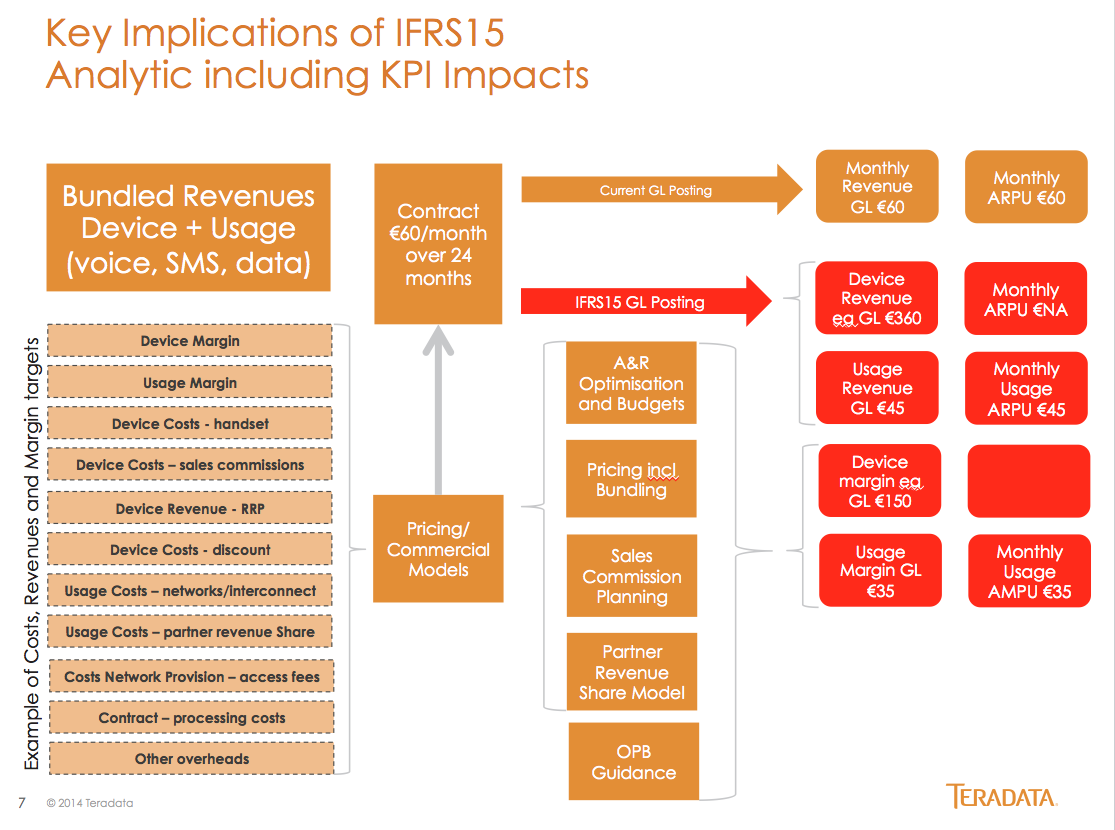 Key Implications of IFRS15
Analytic including KPI Impacts
Bundled Revenues
Device + Usage
(voice, SMS, data)
Contract
€60/month
over 24
months
Current GL Posting
Monthly
Revenue
GL €60
Monthly
ARPU €60
IFRS15 GL Posting
Device
Revenue
eg GL €360
Monthly
ARPU €NA
Usage
Revenue
GL €45
Monthly
Usage
ARPU €45
Example of Costs, Revenues and Margin targets
Device Margin
Usage Margin
Device Costs - handset
Device Costs – sales commissions
Device Revenue - RRP
Device Costs - discount
Usage Costs – networks/interconnect
Usage Costs – partner revenue Share
Costs Network Provision – access fees
Contract – processing costs
Other overheads
Pricing/
Commercial
Models
A&R
Optimisation
and Budgets
Pricing incl
Bundling
Sales
Commission
Planning
Partner
Revenue
Share Model
OPB
Guidance
Device
margin eg
GL €150
Usage
Margin GL
€35
Monthly
Usage
AMPU €35
7 © 2014 Teradata
TERADATA